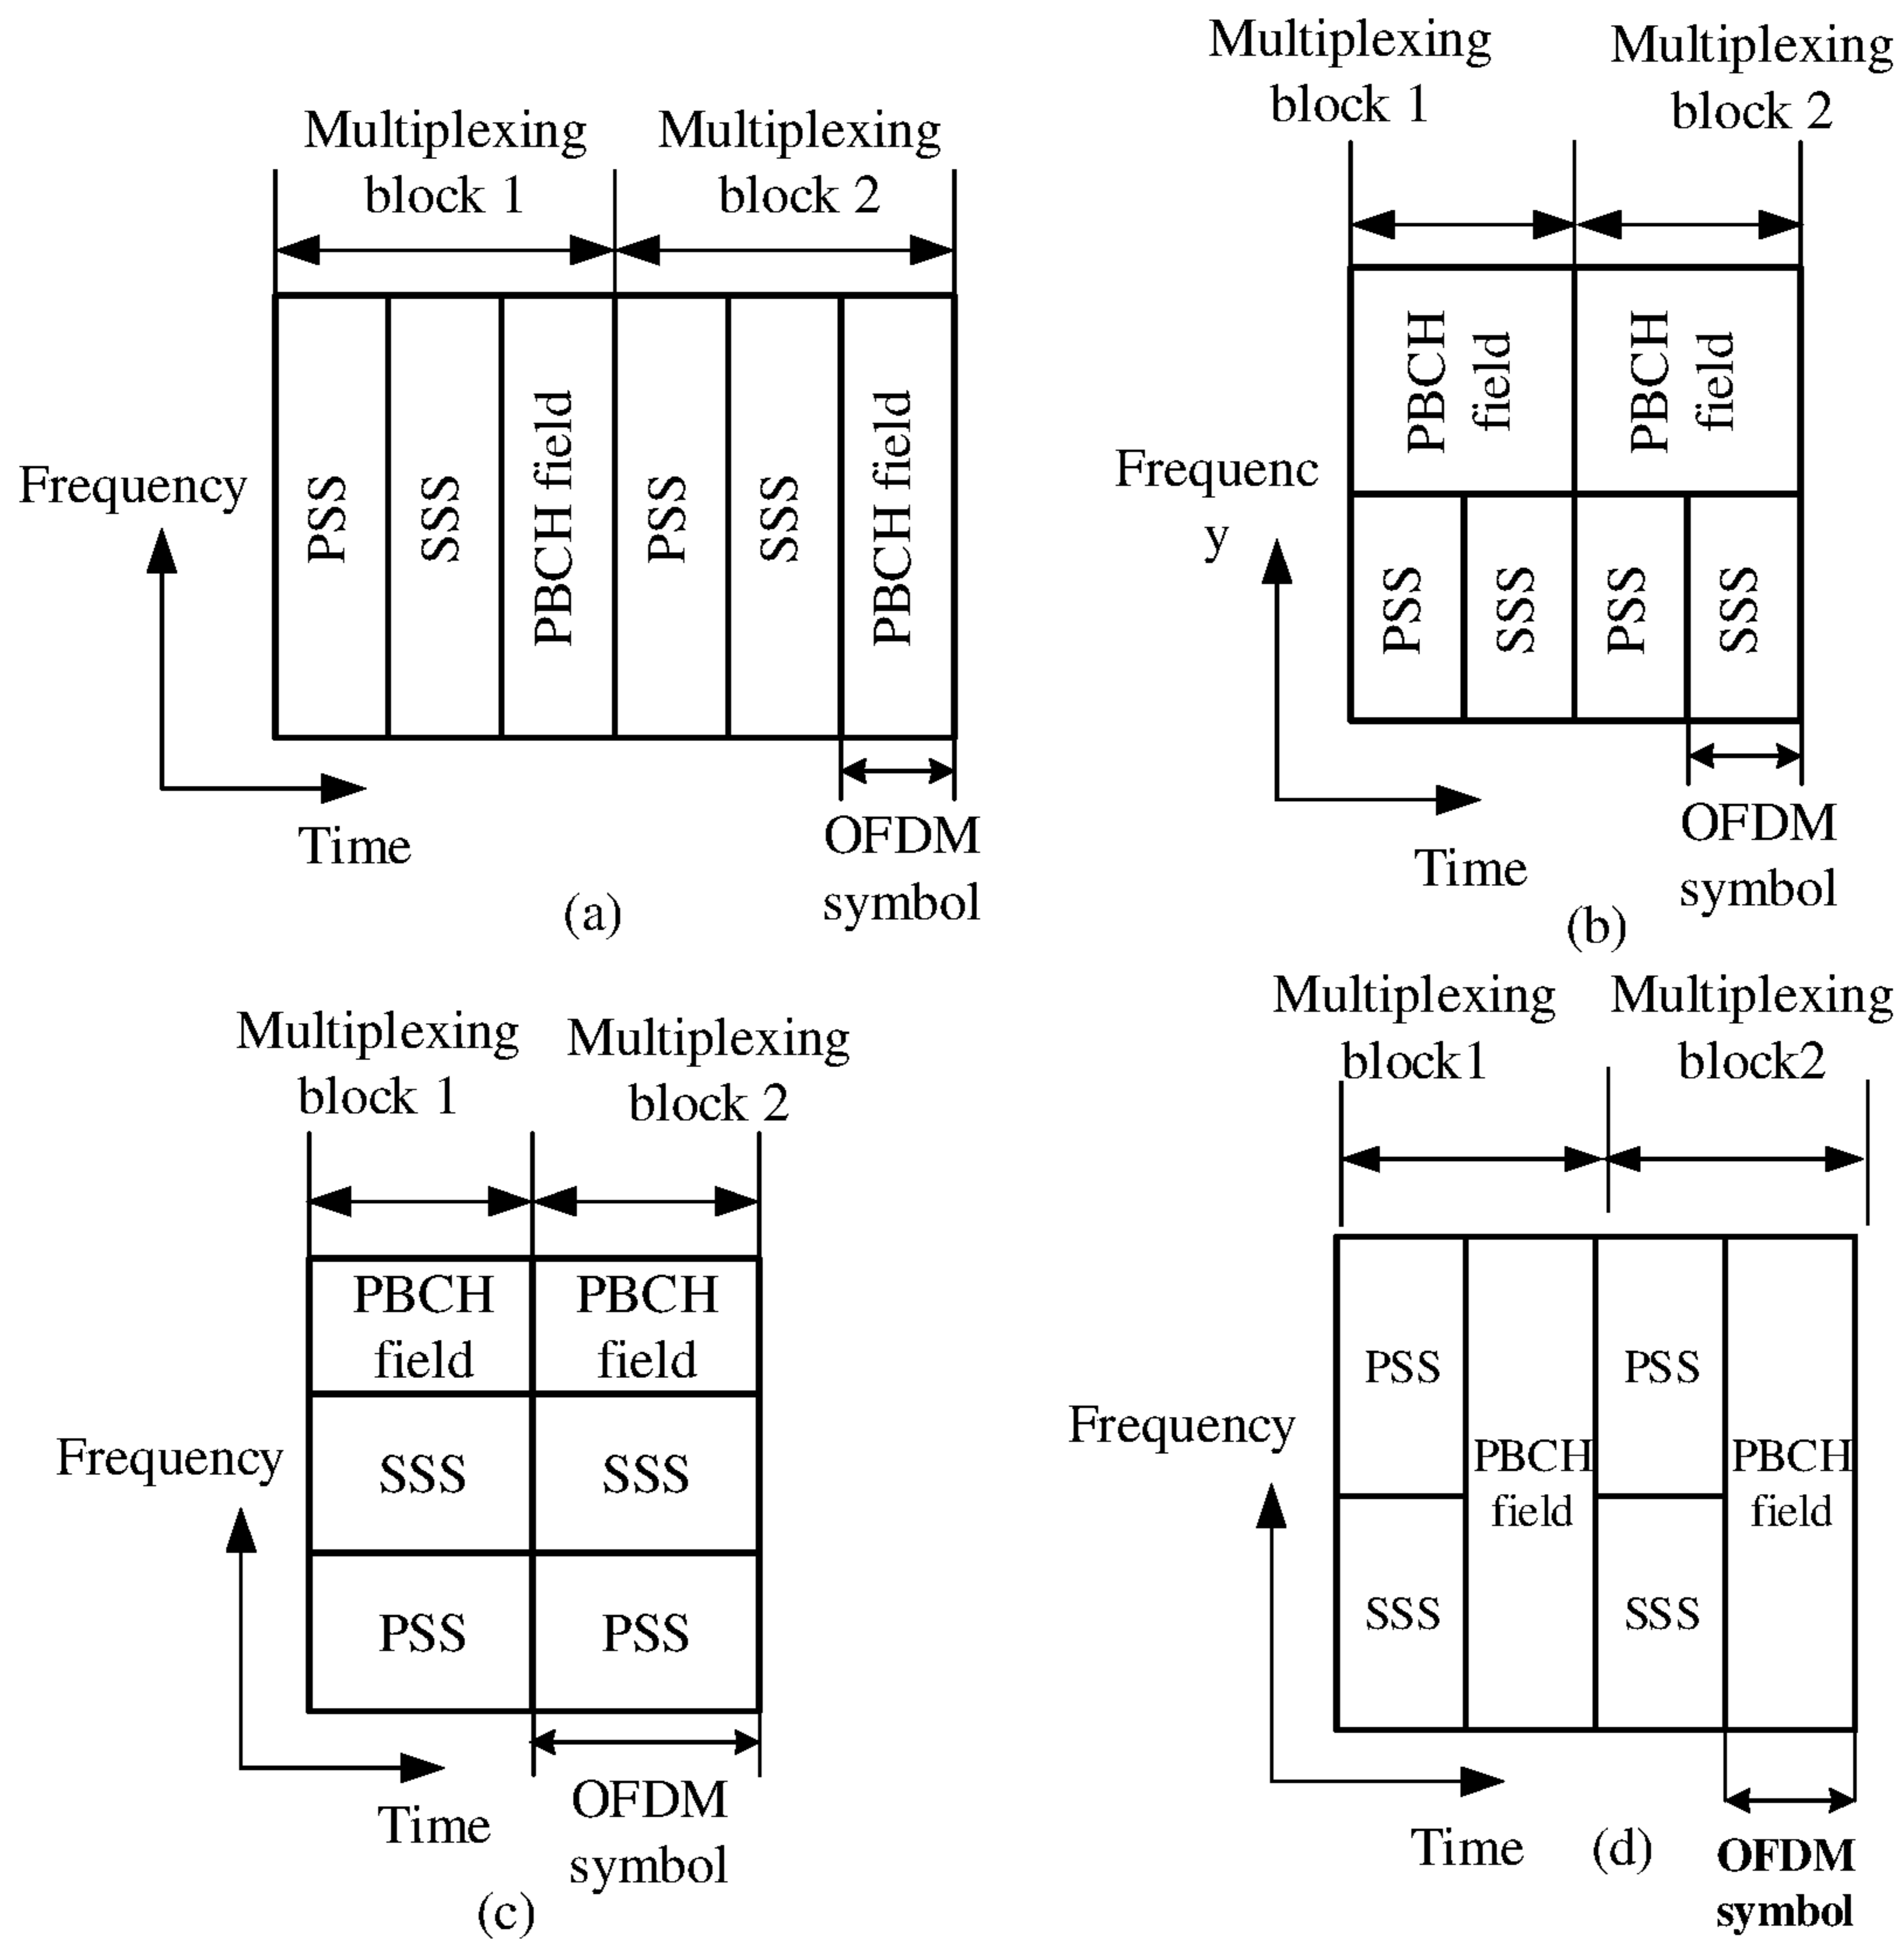 Multiplexing
block 1
Multiplexing
block 2
Frequency
PSS
SSS
PBCH field
PSS
SSS
PBCH field
Time
OFDM
symbol
(a)
Multiplexing
block 1
Multiplexing
block 2
PBCH
field
PBCH
field
Frequenc
y
PSS
SSS
PSS
SSS
Time
OFDM
symbol
(b)
Multiplexing
block 1
Multiplexing
block 2
PBCH
field
PBCH
field
Frequency
SSS
SSS
PSS
PSS
Time
OFDM
symbol
(c)
Multiplexing
block1
Multiplexing
block2
Frequency
PSS
PBCH
field
PSS
PBCH
field
SSS
SSS
Time
(d)
OFDM
symbol